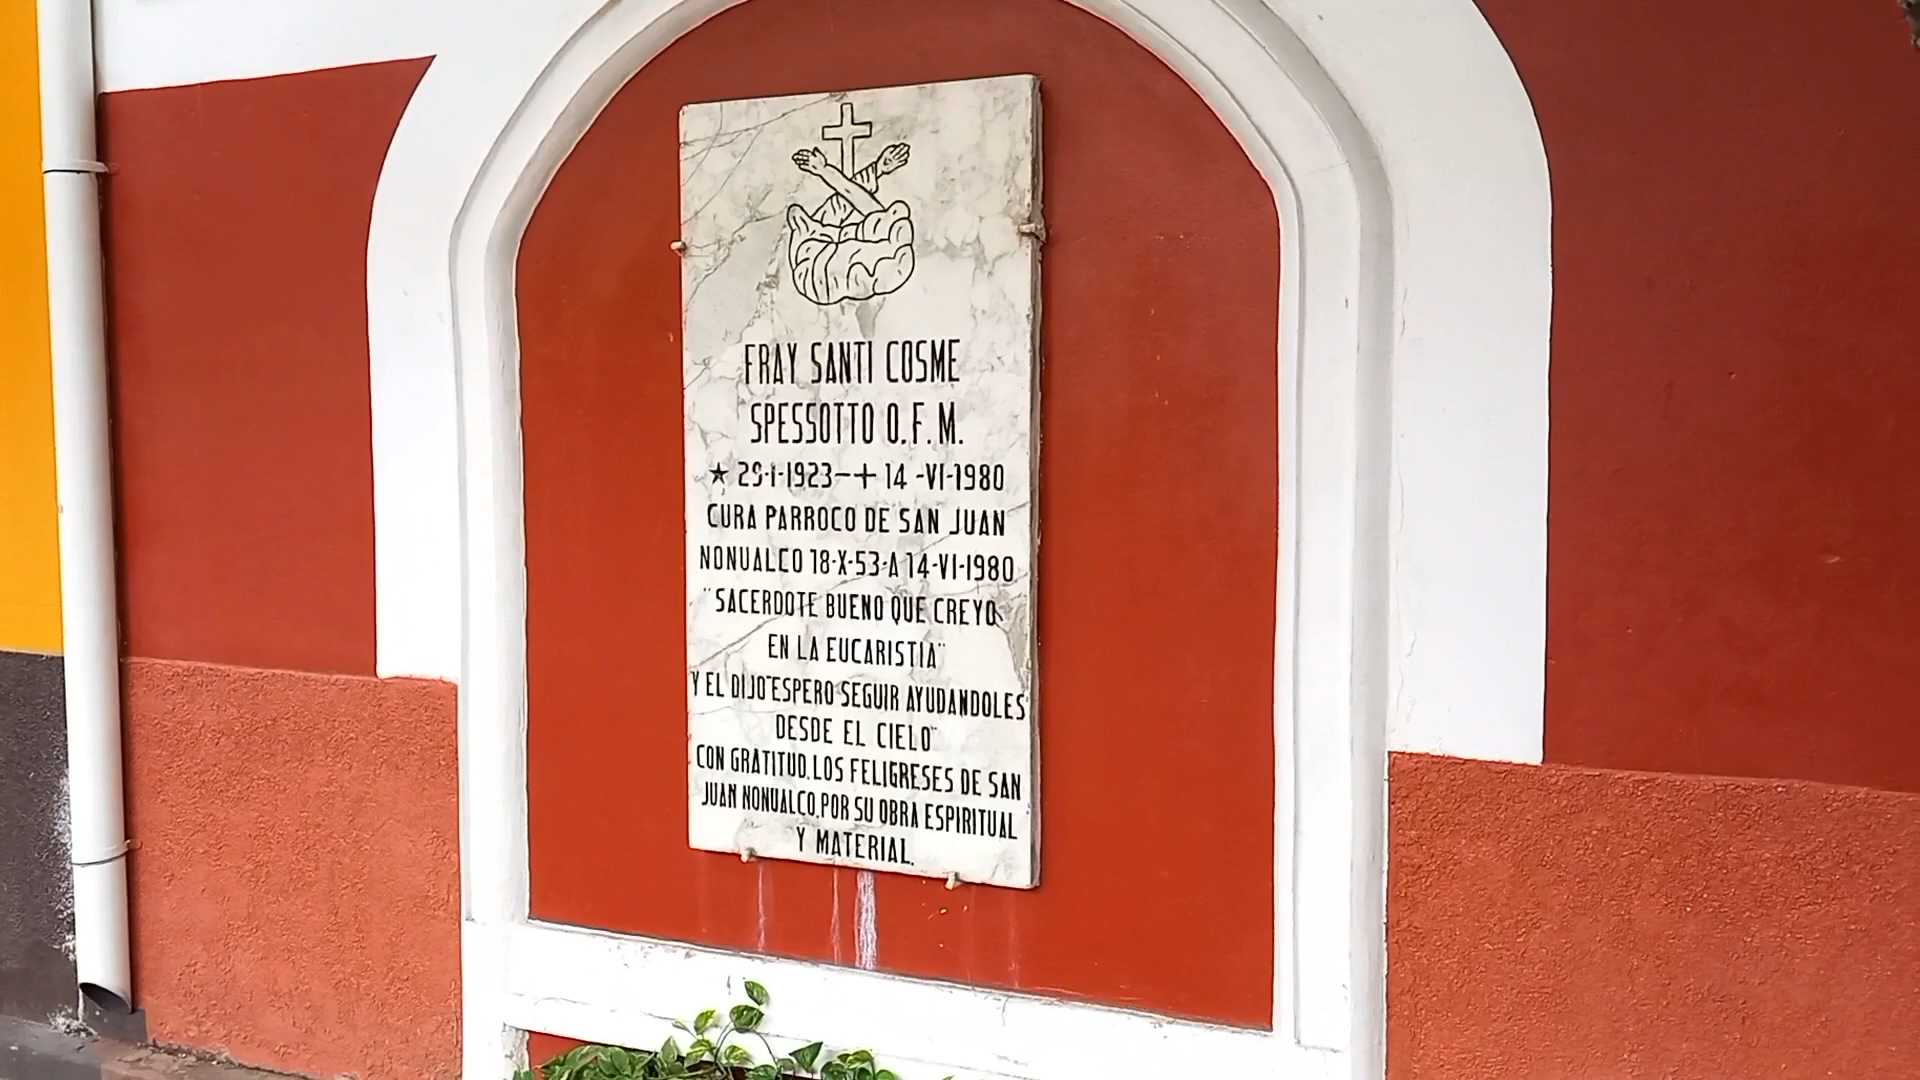 FRAY SANTI COSME
SPESSOTTO O.F.M.
★ 29-I-1923-+14-VI-1980
CURA PARROCO DE SAN JUAN
NONUALCO 18-X-53-A 14-VI-1980
¨SACERDOTE BUENO QUE CREYO
EN LA EUCARISTIA¨
Y EL DIJO¨ESPERO SEGUIR AYUDANDOLES
DESDE EL CIELO¨
CON GRATITUD.LOS FELIGRESES DE SAN
JUAN NONUALCO,POR SU OBRA ESPIRITUAL
Y MATERIAL.